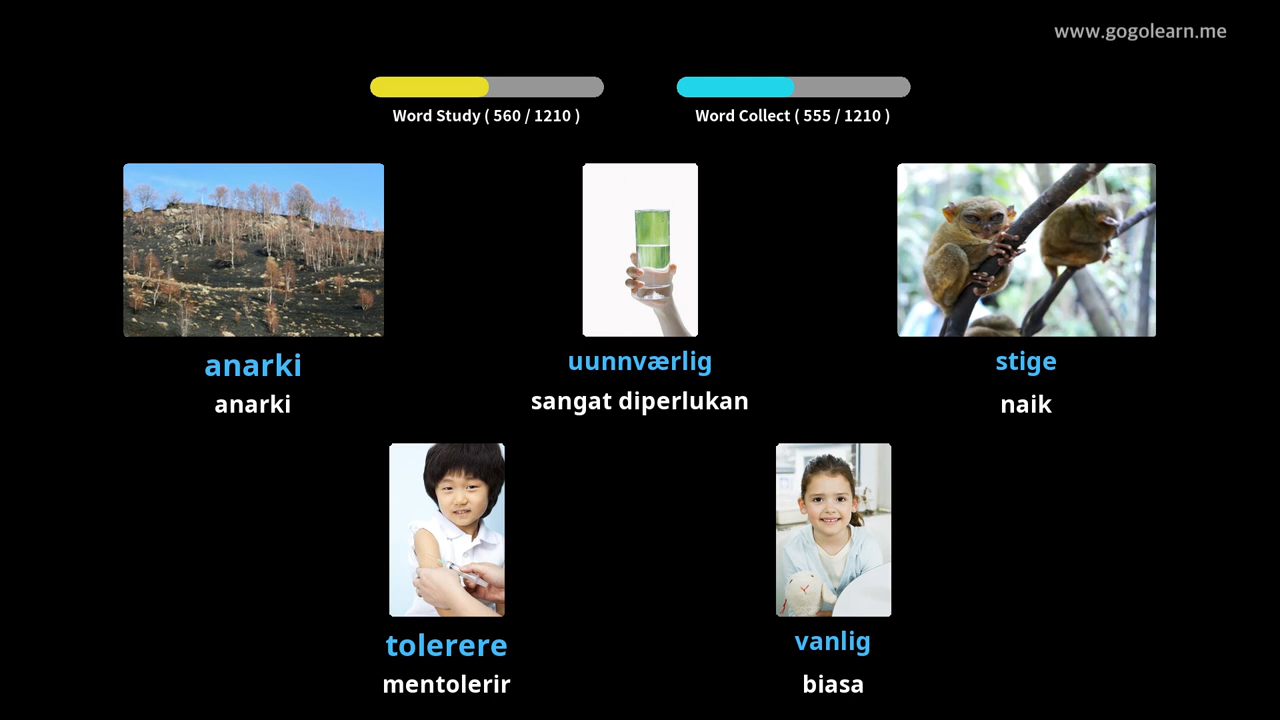 www.gogolearn.me
Word Study ( 560 / 1210 )
Word Collect ( 555 / 1210 )
anarki
anarki
uunnværlig
sangat diperlukan
stige
naik
tolerere
mentolerir
vanlig
biasa